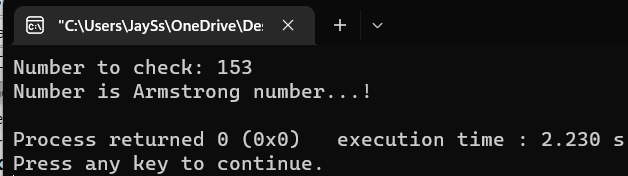 "C:\Users\JaySs\OneDrive\De
Number to check: 153
Number is Armstrong number...!
Process returned 0 (0x0)   execution time : 2.230 s
Press any key to continue.